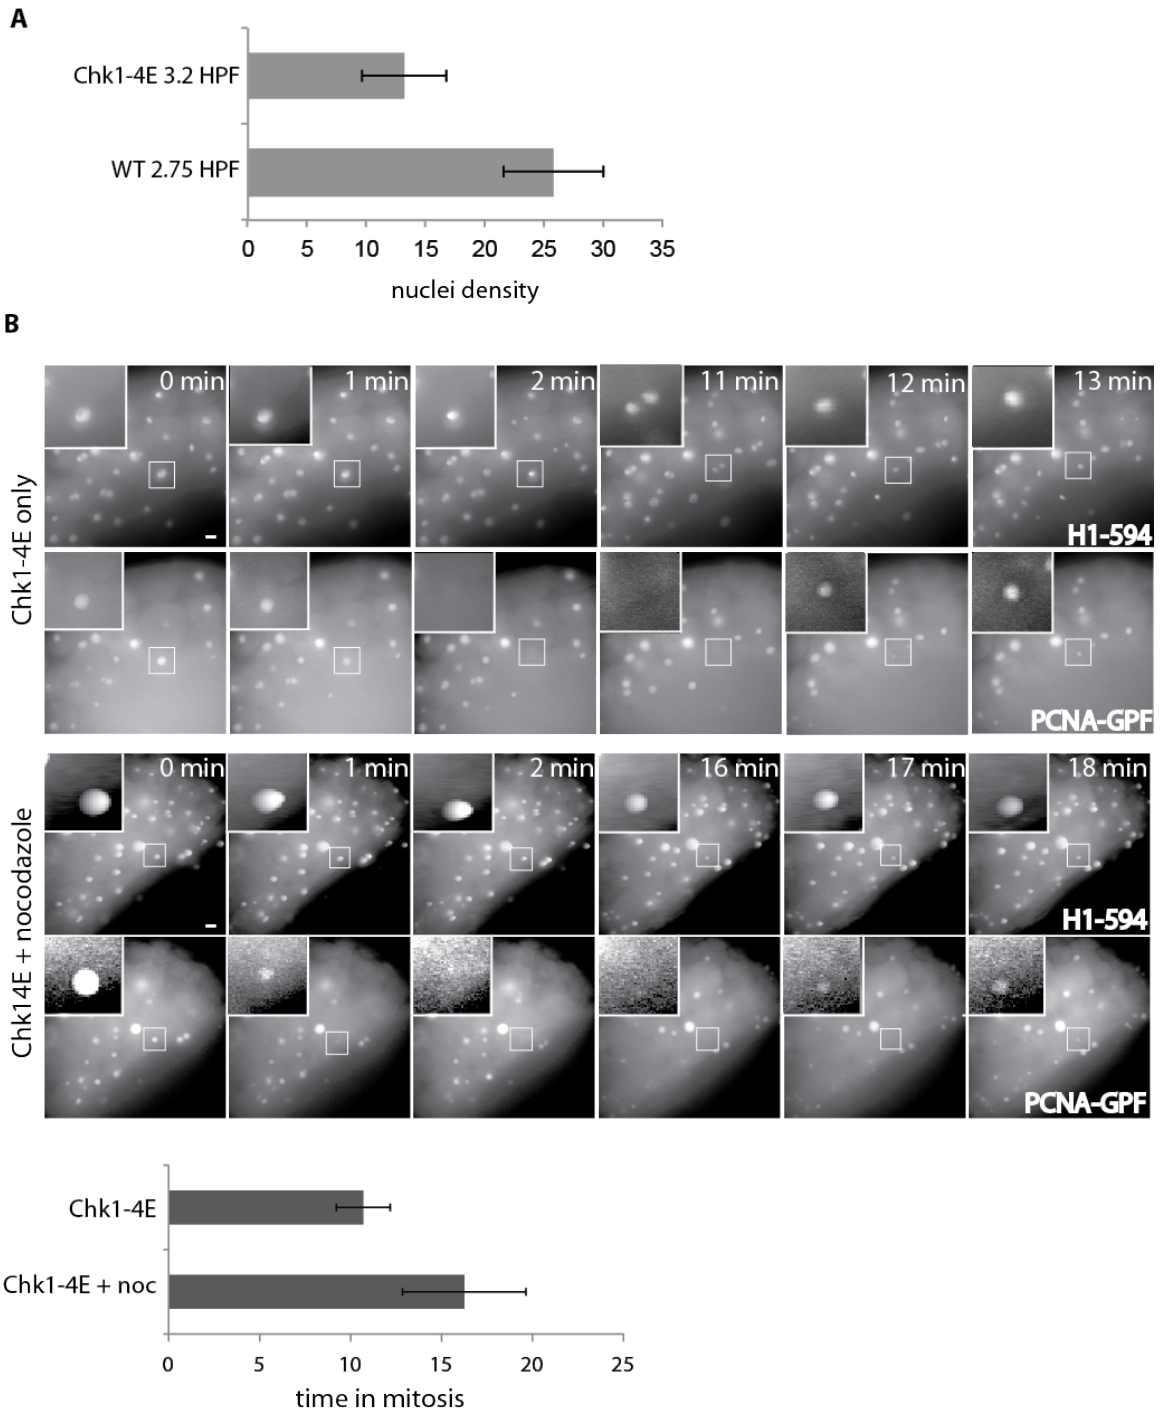 A
Chk1-4E 3.2 HPF
WT 2.75 HPF
0 5 10 15 20 25 30 35
nuclei density
B
Chk1-4E only
0 min 1 min 2 min 11 min 12 min 13 min
H1-594
PCNA-GPF
Chk14E + nocodazole
0 min 1 min 2 min 16 min 17 min 18 min
H1-594
PCNA-GPF
Chk1-4E
Chk1-4E + noc
0 5 10 15 20 25
time in mitosis